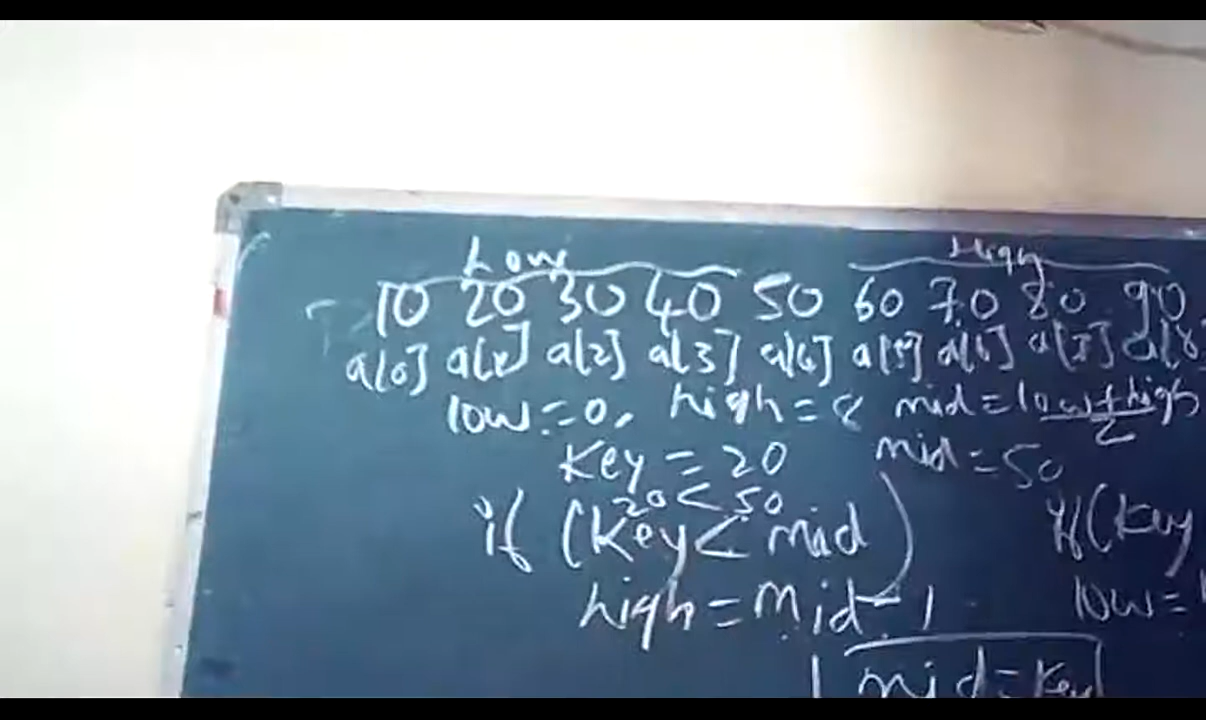 Low High
10 20 30 40 50 60 70 80 90
a[0] a[1] a[2] a[3] a[4] a[5] a[6] a[7] a[8]
low=0, high=8 mid=low+high
2
Key=20 mid=50
20<50
if (Key<mid) if(Key
high=mid-1 low=
mid=Key